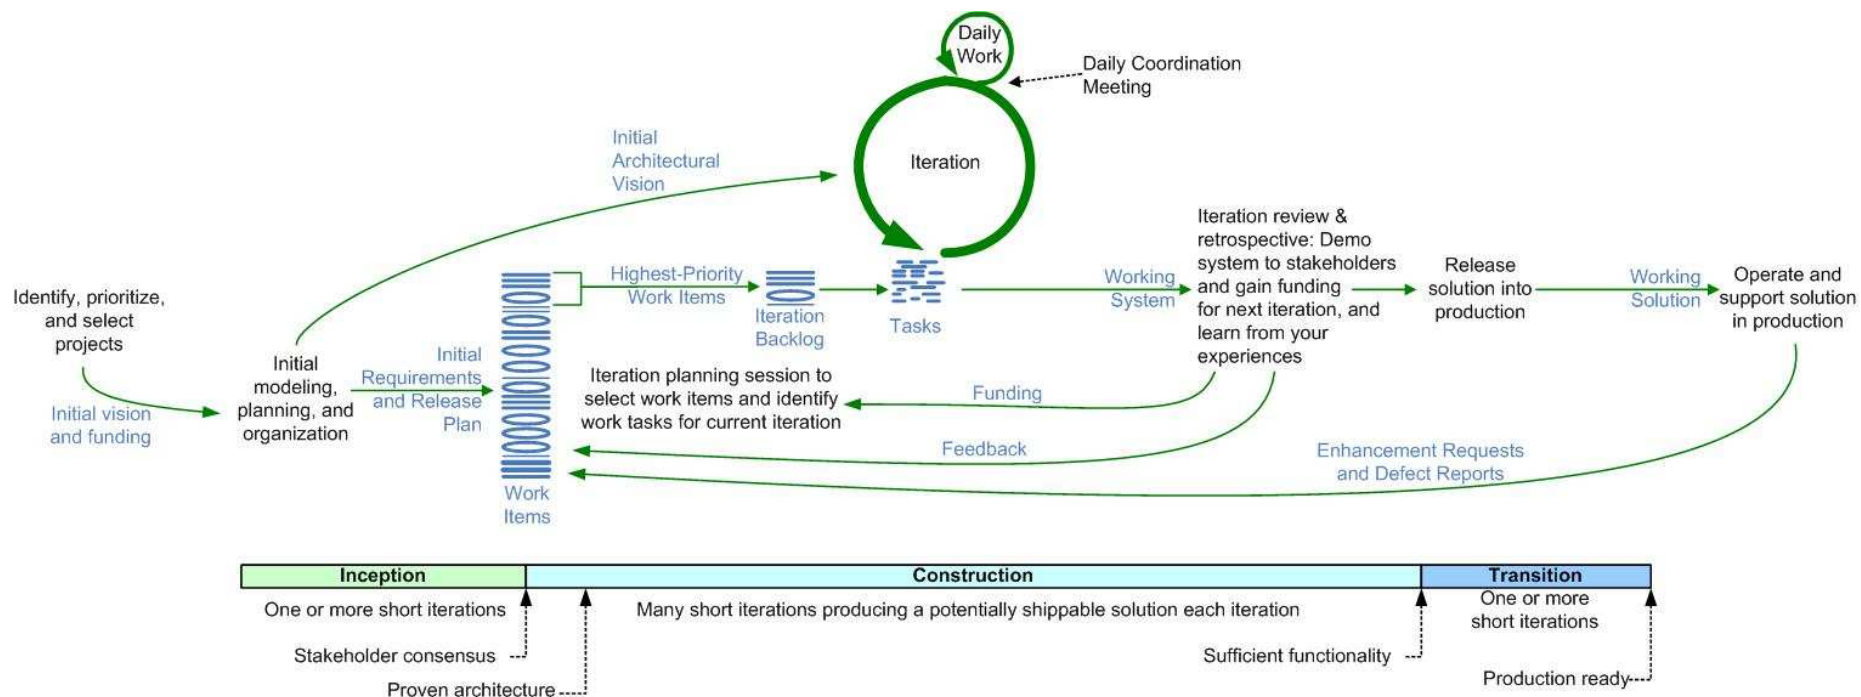 Daily
Work
Daily Coordination
Meeting
Initial
Architectural
Vision
Iteration
Identify, prioritize,
and select
projects
Initial vision
and funding
Initial
modeling,
planning, and
organization
Initial
Requirements
and Release
Plan
Work
Items
Highest-Priority
Work Items
Iteration
Backlog
Tasks
Iteration planning session to
select work items and identify
work tasks for current iteration
Working
System
Iteration review &
retrospective: Demo
system to stakeholders
and gain funding
for next iteration, and
learn from your
experiences
Funding
Feedback
Release
solution into
production
Working
Solution
Operate and
support solution
in production
Enhancement Requests
and Defect Reports
Inception
Construction
Transition
One or more short iterations
Many short iterations producing a potentially shippable solution each iteration
One or more
short iterations
Stakeholder consensus
Proven architecture
Sufficient functionality
Production ready